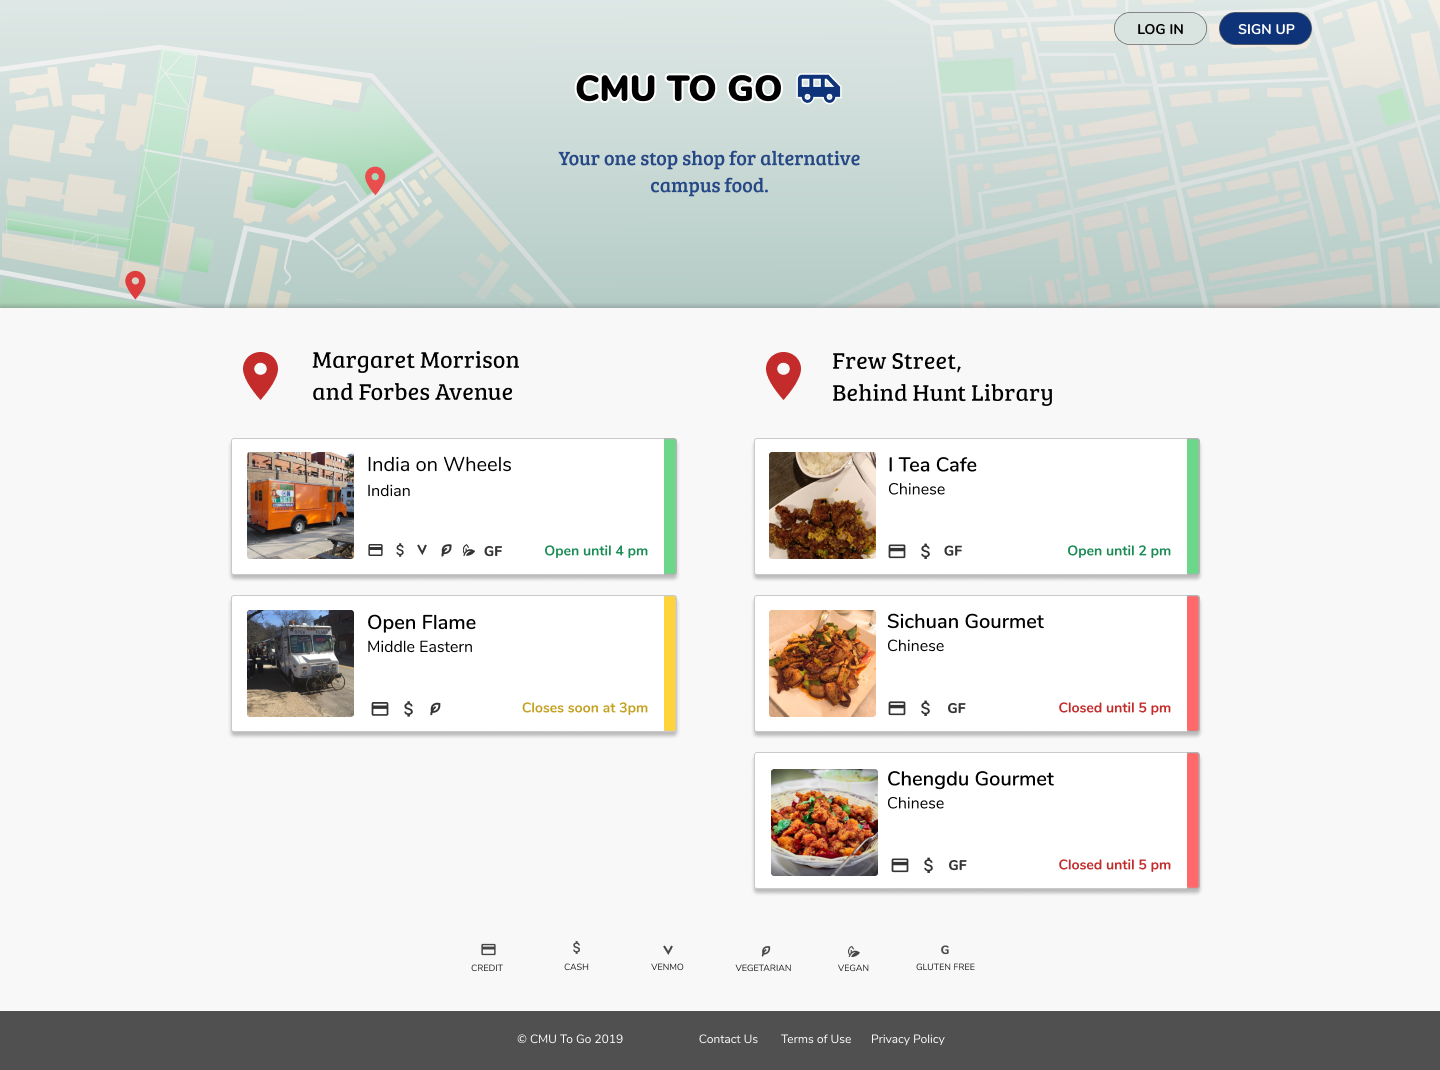 LOG IN
SIGN UP
CMU TO GO
Your one stop shop for alternative
campus food.
Margaret Morrison
and Forbes Avenue
India on Wheels
Indian
$ V GF
Open until 4 pm
Open Flame
Middle Eastern
$
Closes soon at 3pm
Frew Street,
Behind Hunt Library
I Tea Cafe
Chinese
$ GF
Open until 2 pm
Sichuan Gourmet
Chinese
$ GF
Closed until 5 pm
Chengdu Gourmet
Chinese
$ GF
Closed until 5 pm
$ V G
CREDIT CASH VENMO VEGETARIAN VEGAN GLUTEN FREE
© CMU To Go 2019 Contact Us Terms of Use Privacy Policy